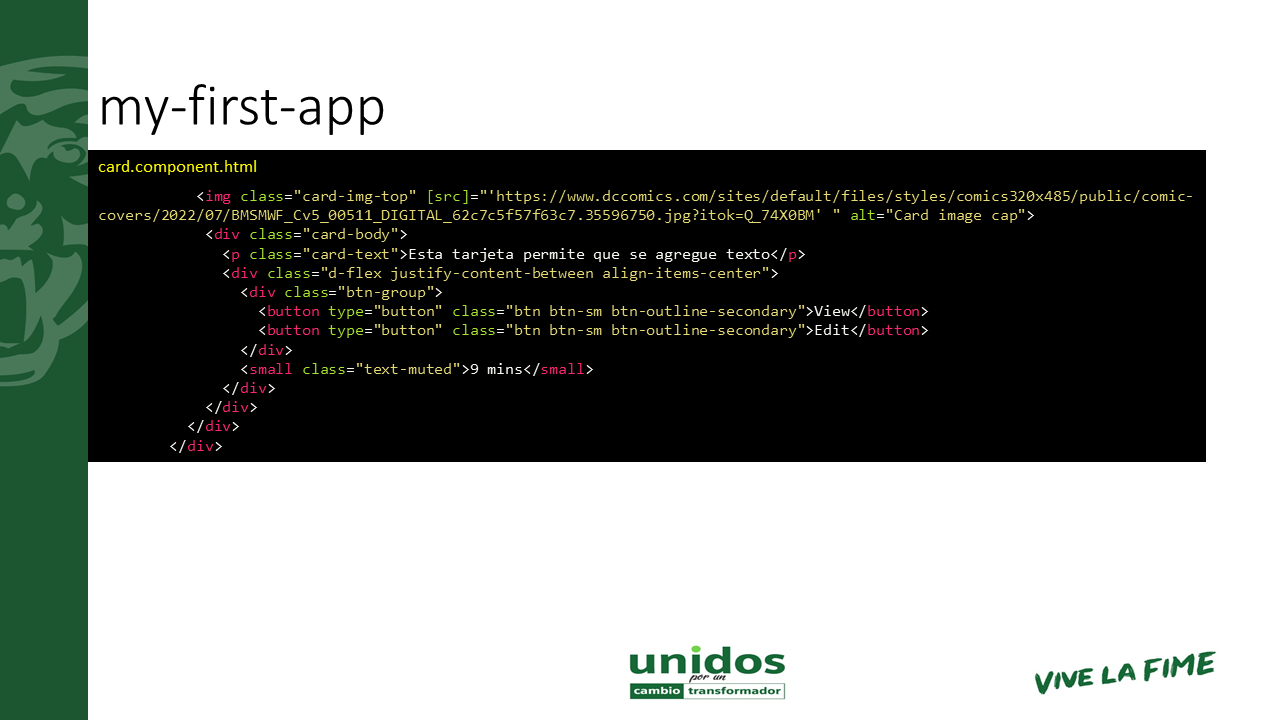 my-first-app
card.component.html
<img class="card-img-top" [src]="'https://www.dccomics.com/sites/default/files/styles/comics320x485/public/comic-
covers/2022/07/BMSMWF_Cv5_00511_DIGITAL_62c7c5f57f63c7.35596750.jpg?itok=Q_74X0BM' " alt="Card image cap">
<div class="card-body">
<p class="card-text">Esta tarjeta permite que se agregue texto</p>
<div class="d-flex justify-content-between align-items-center">
<div class="btn-group">
<button type="button" class="btn btn-sm btn-outline-secondary">View</button>
<button type="button" class="btn btn-sm btn-outline-secondary">Edit</button>
</div>
<small class="text-muted">9 mins</small>
</div>
</div>
</div>
</div>
unidos
por un
cambio transformador
VIVE LA FIME